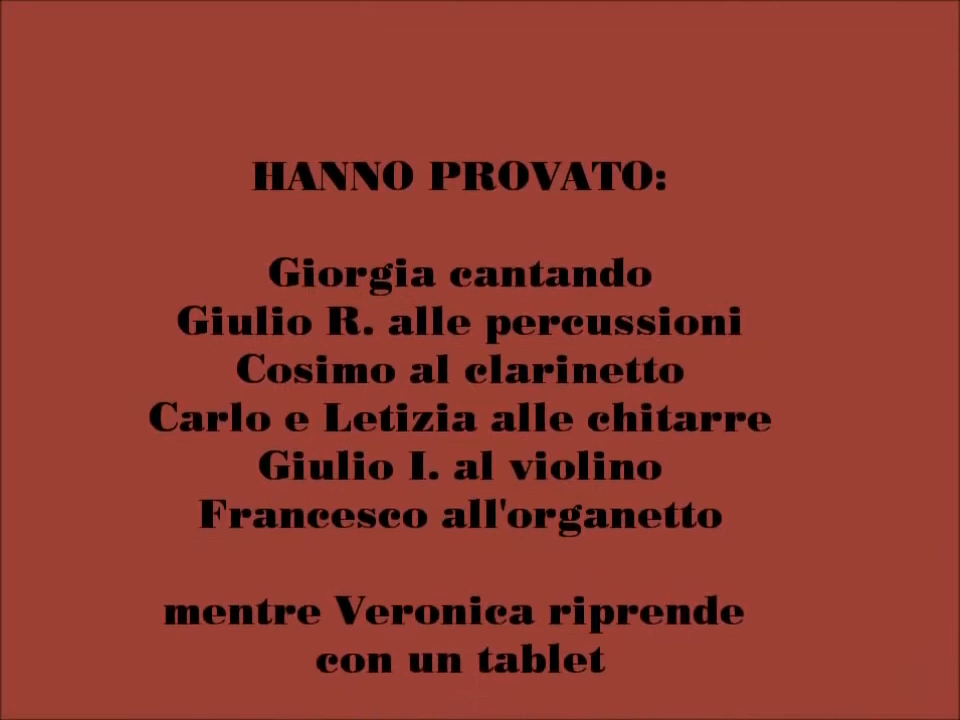 HANNO PROVATO:
Giorgia cantando
Giulio R. alle percussioni
Cosimo al clarinetto
Carlo e Letizia alle chitarre
Giulio I. al violino
Francesco all'organetto
mentre Veronica riprende
con un tablet